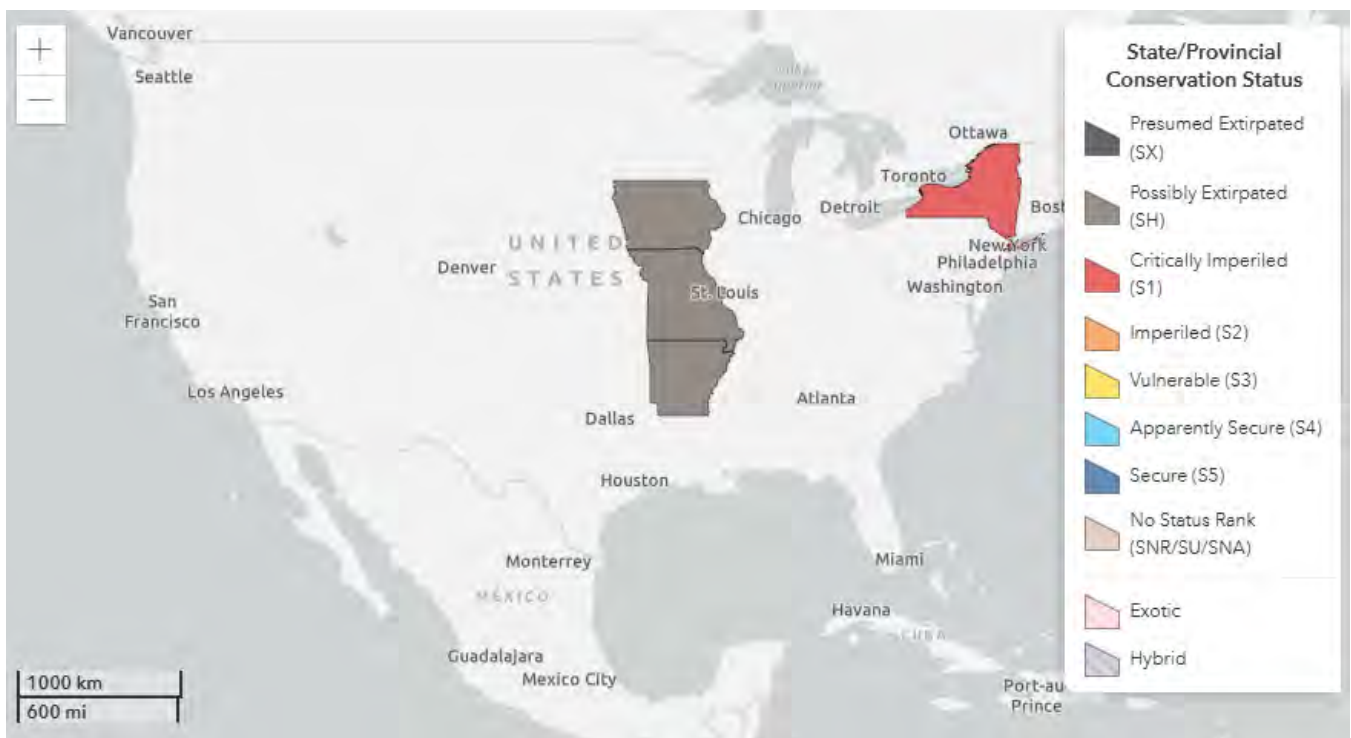 Vancouver
Seattle
Ottawa
Toronto
Chicago
Detroit
Bost
New York
Philadelphia
Washington
UNITED
STATES
Denver
St. Louis
San
Francisco
Los Angeles
Atlanta
Dallas
Houston
Monterrey
Miami
MÉXICO
Havana
CUBA
Guadalajara
Mexico City
Port-au
Prince
+
−
1000 km
600 mi
State/Provincial
Conservation Status
Presumed Extirpated
(SX)
Possibly Extirpated
(SH)
Critically Imperiled
(S1)
Imperiled (S2)
Vulnerable (S3)
Apparently Secure (S4)
Secure (S5)
No Status Rank
(SNR/SU/SNA)
Exotic
Hybrid